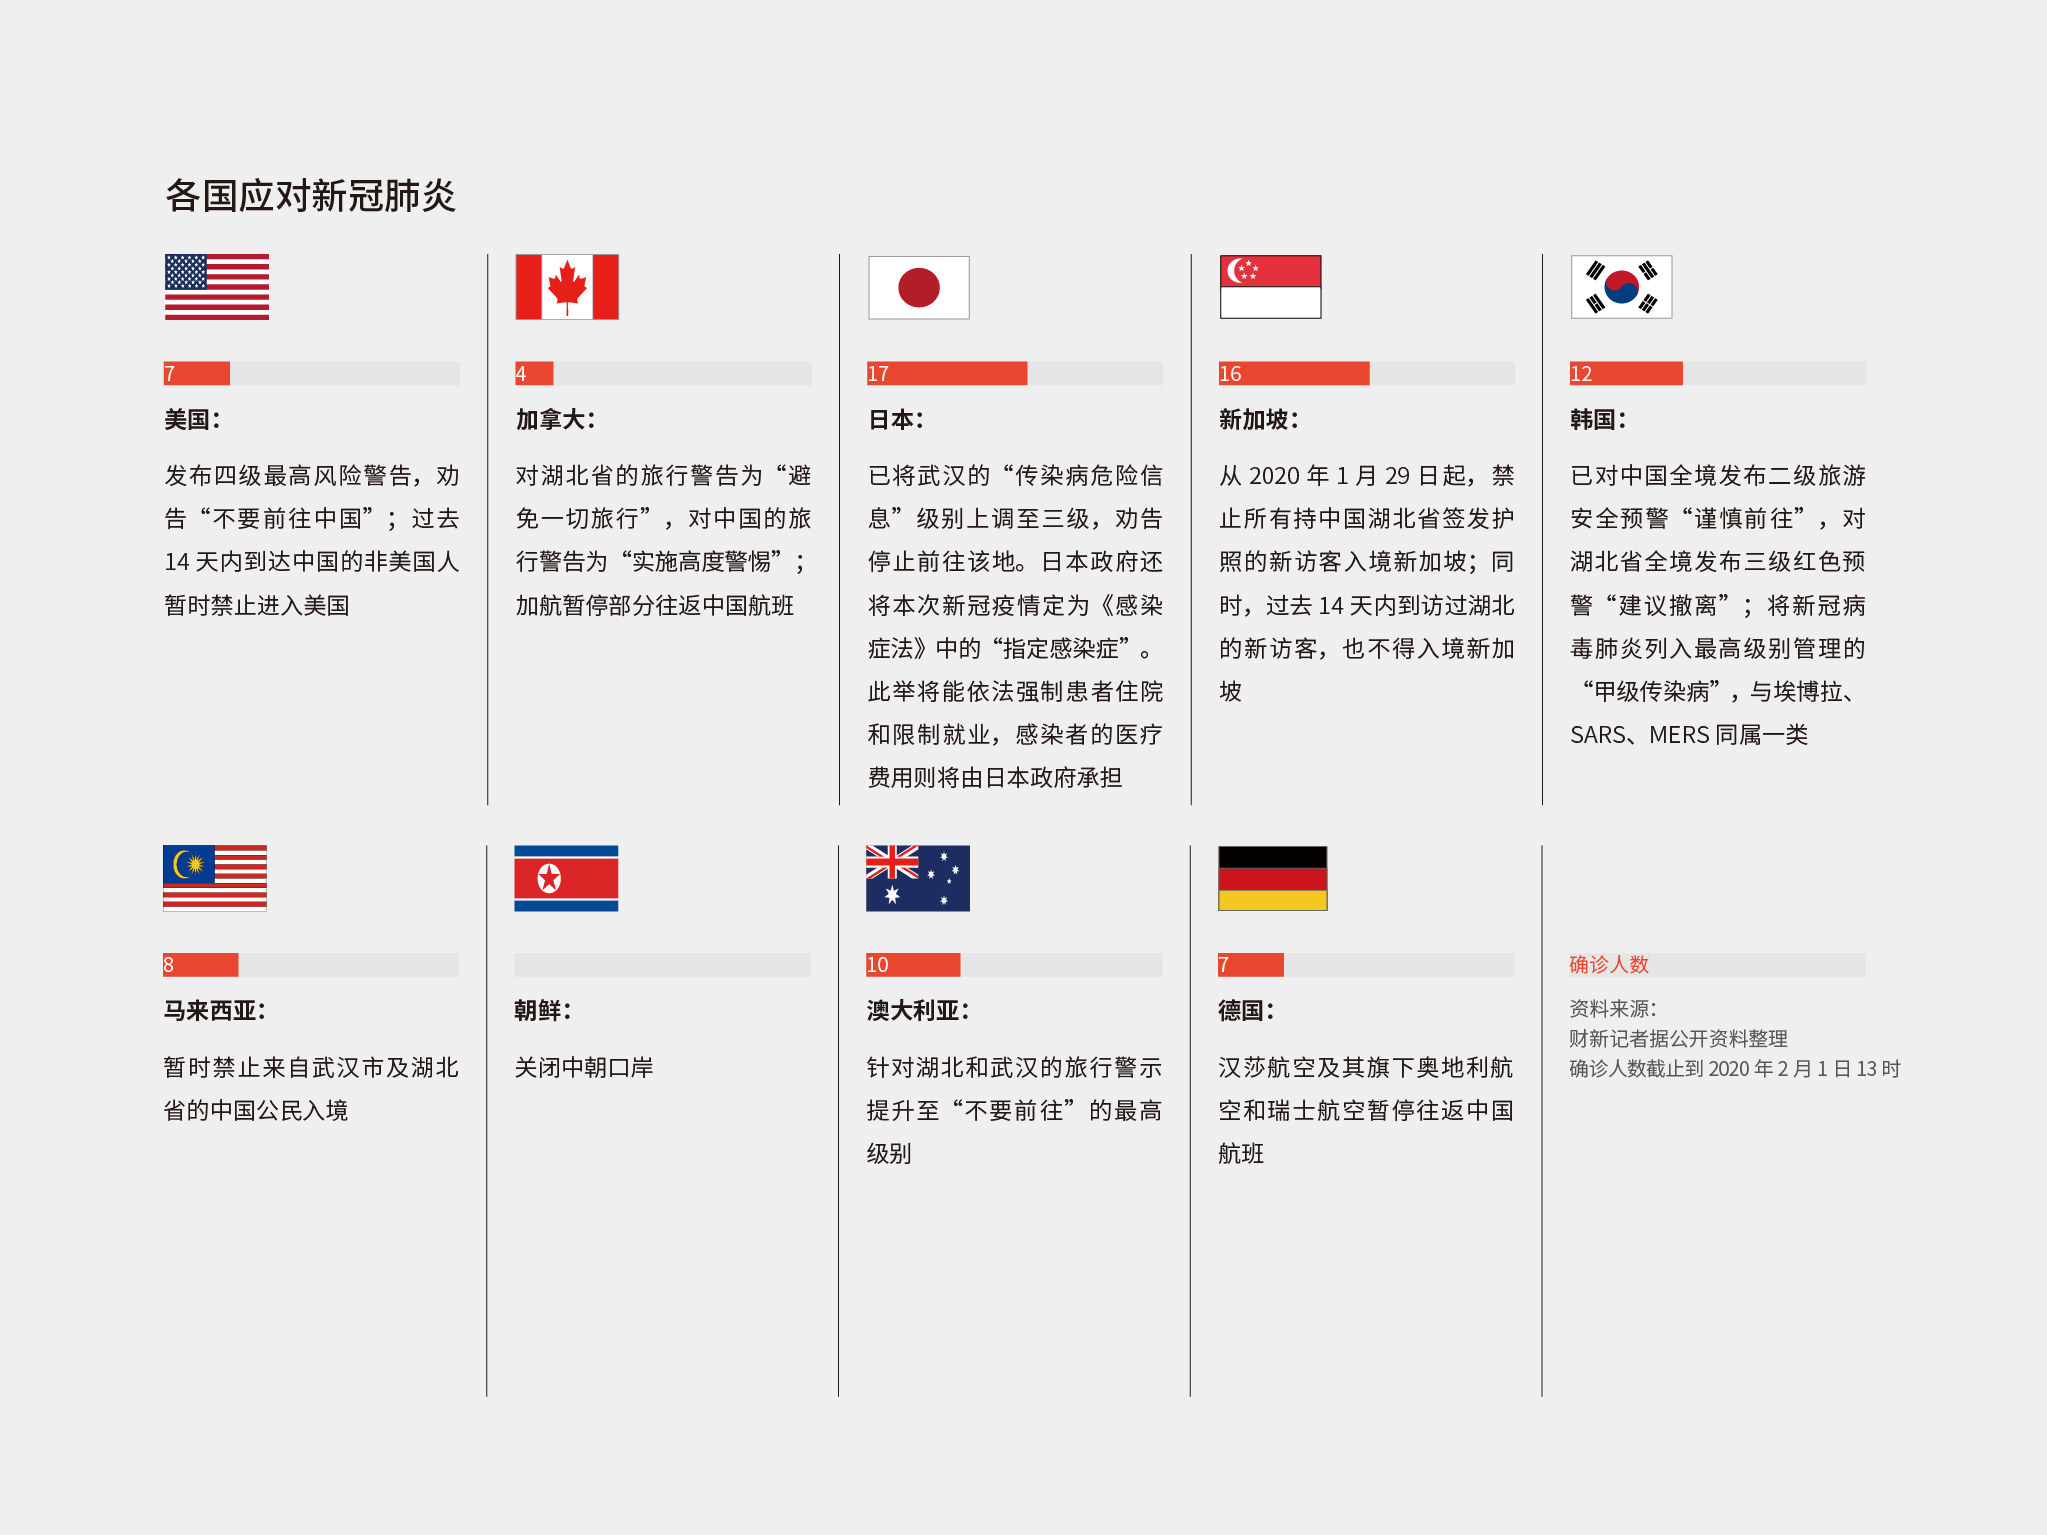 各国应对新冠肺炎
7
美国：
发布四级最高风险警告，劝
告“不要前往中国”；过去
14 天内到达中国的非美国人
暂时禁止进入美国
4
加拿大：
对湖北省的旅行警告为“避
免一切旅行”，对中国的旅
行警告为“实施高度警惕”；
加航暂停部分往返中国航班
17
日本：
已将武汉的“传染病危险信
息”级别上调至三级，劝告
停止前往该地。日本政府还
将本次新冠疫情定为《感染
症法》中的“指定感染症”。
此举将能依法强制患者住院
和限制就业，感染者的医疗
费用则将由日本政府承担
16
新加坡：
从 2020 年 1 月 29 日起，禁
止所有持中国湖北省签发护
照的新访客入境新加坡；同
时，过去 14 天内到访过湖北
的新访客，也不得入境新加
坡
12
韩国：
已对中国全境发布二级旅游
安全预警“谨慎前往”，对
湖北省全境发布三级红色预
警“建议撤离”；将新冠病
毒肺炎列入最高级别管理的
“甲级传染病”，与埃博拉、
SARS、MERS 同属一类
8
马来西亚：
暂时禁止来自武汉市及湖北
省的中国公民入境
朝鲜：
关闭中朝口岸
10
澳大利亚：
针对湖北和武汉的旅行警示
提升至“不要前往”的最高
级别
7
德国：
汉莎航空及其旗下奥地利航
空和瑞士航空暂停往返中国
航班
确诊人数
资料来源：
财新记者据公开资料整理
确诊人数截止到 2020 年 2 月 1 日 13 时